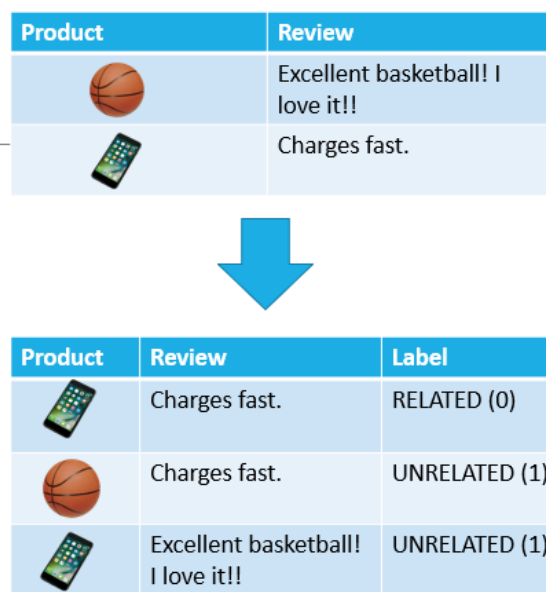 Product Review
Excellent basketball! I
love it!!
Charges fast.
Product Review Label
Charges fast. RELATED (0)
Charges fast. UNRELATED (1)
Excellent basketball! UNRELATED (1)
I love it!!